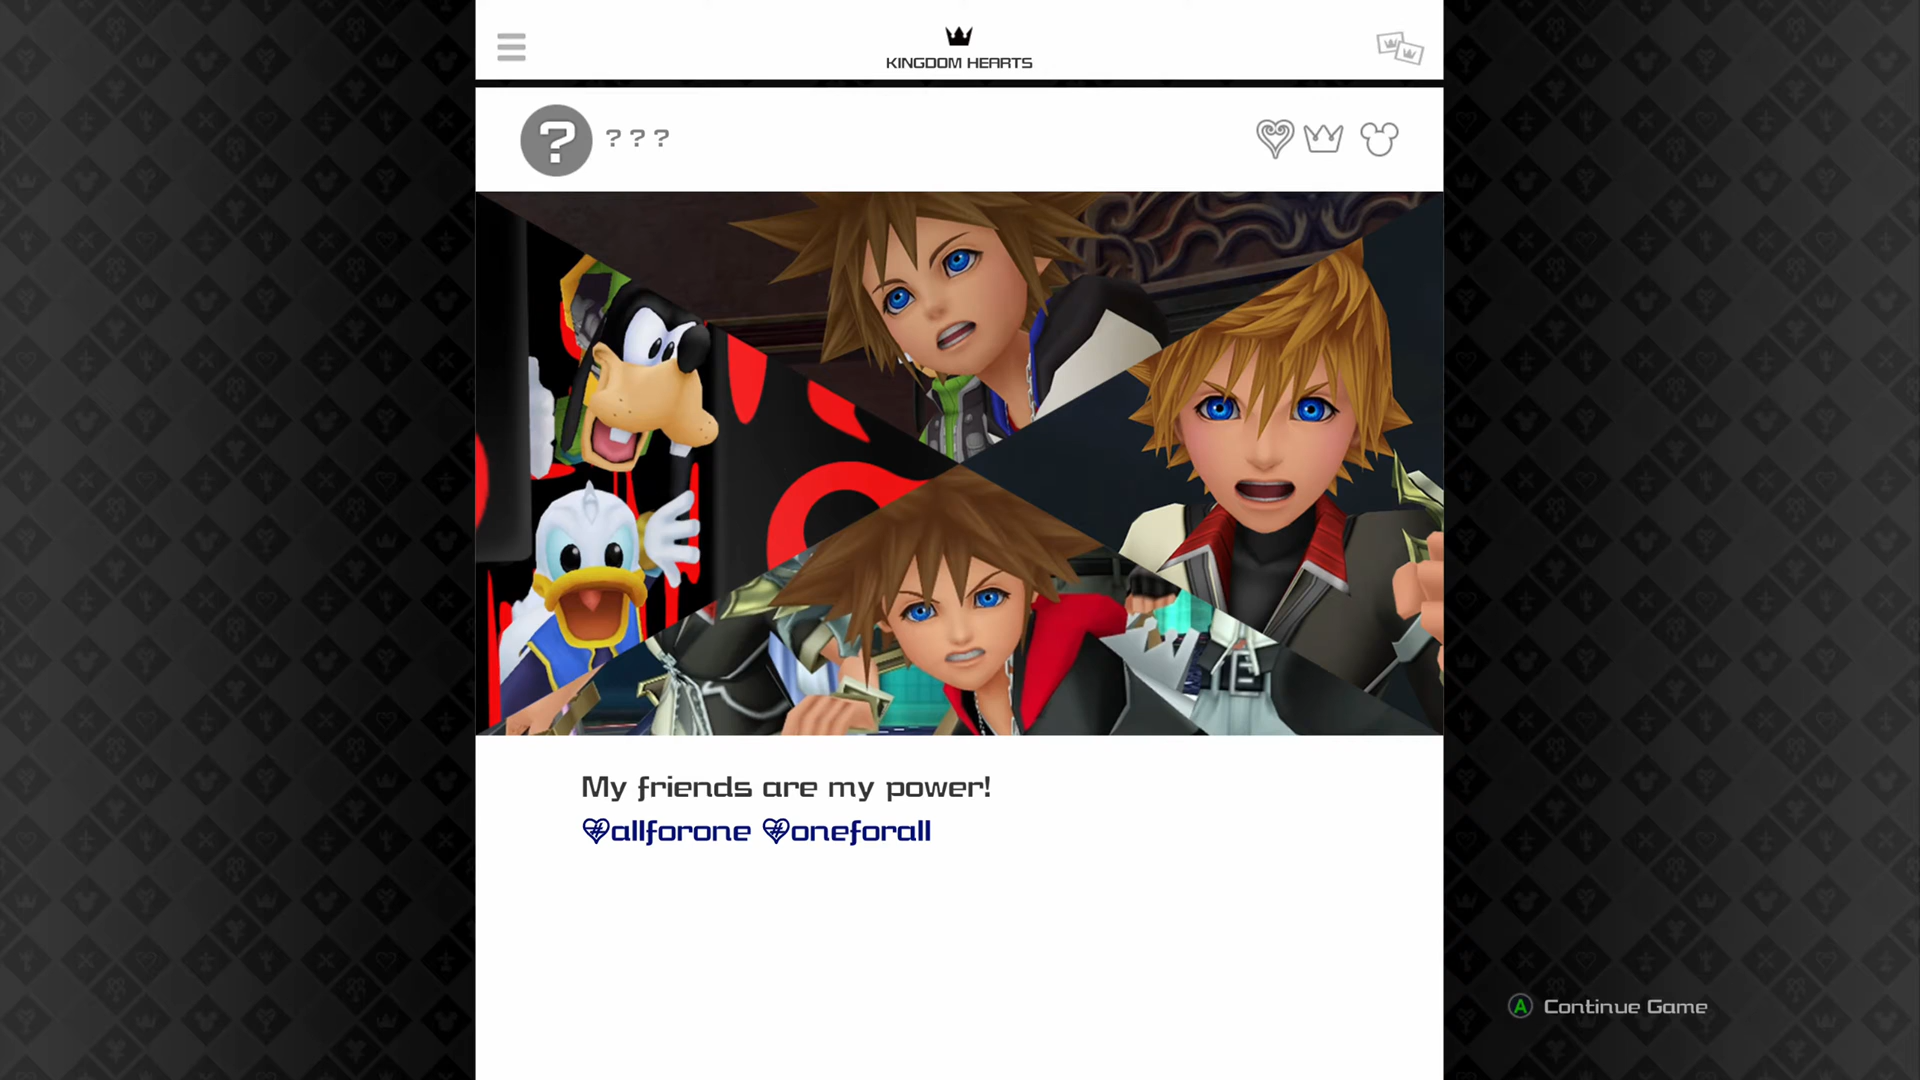 KINGDOM HEARTS
? ? ? ?
My friends are my power!
#allforone #oneforall
A Continue Game